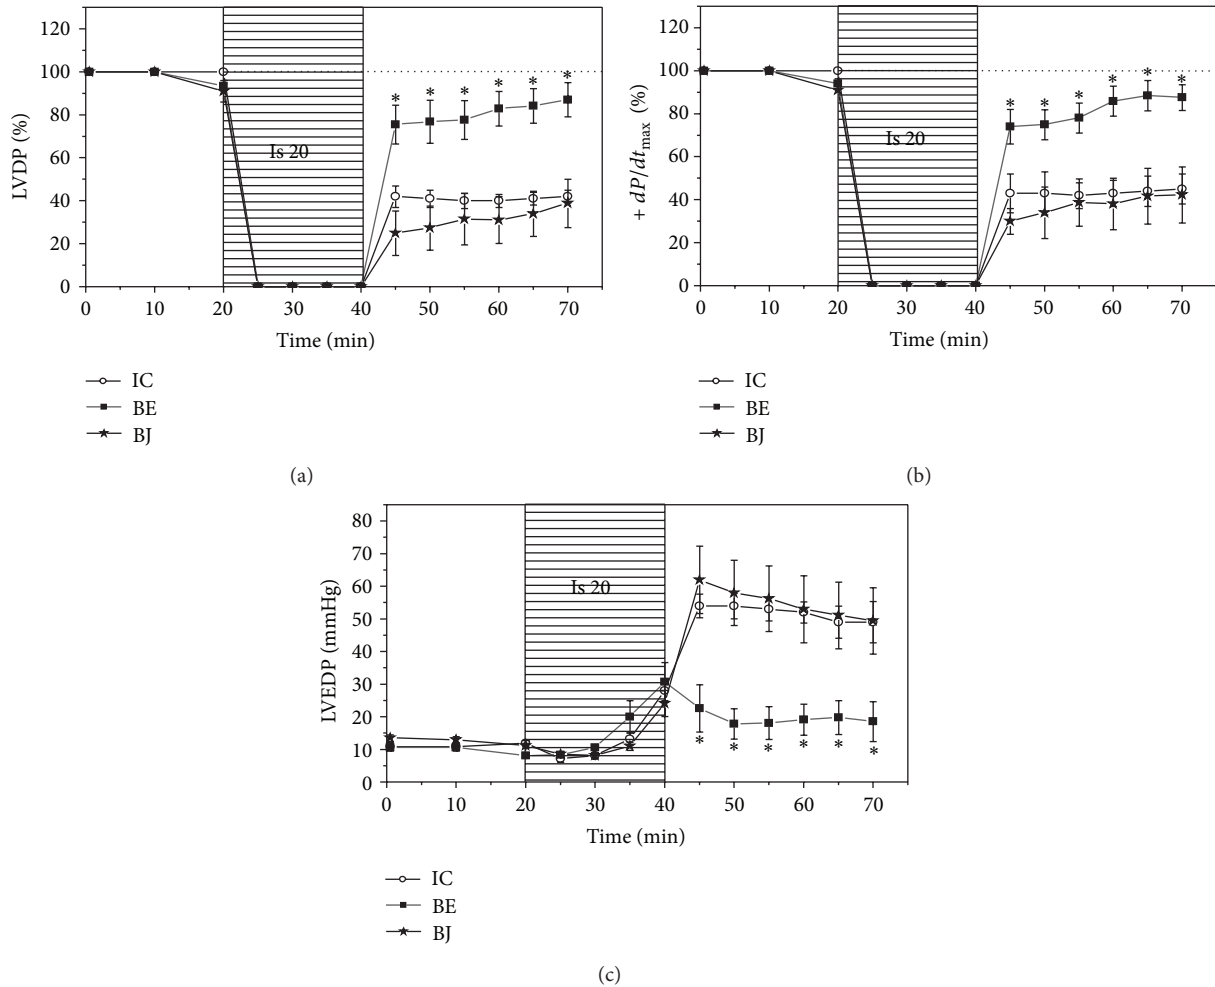 120
100
80
60
40
20
0
LVDP (%)
Is 20
* * * * * *
0 10 20 30 40 50 60 70
Time (min)
IC
BE
BJ
(a)
120
100
80
60
40
20
0
+ dP/dtmax (%)
Is 20
* * * * * *
0 10 20 30 40 50 60 70
Time (min)
IC
BE
BJ
(b)
80
70
60
50
40
30
20
10
0
LVEDP (mmHg)
Is 20
* * * * * *
0 10 20 30 40 50 60 70
Time (min)
IC
BE
BJ
(c)